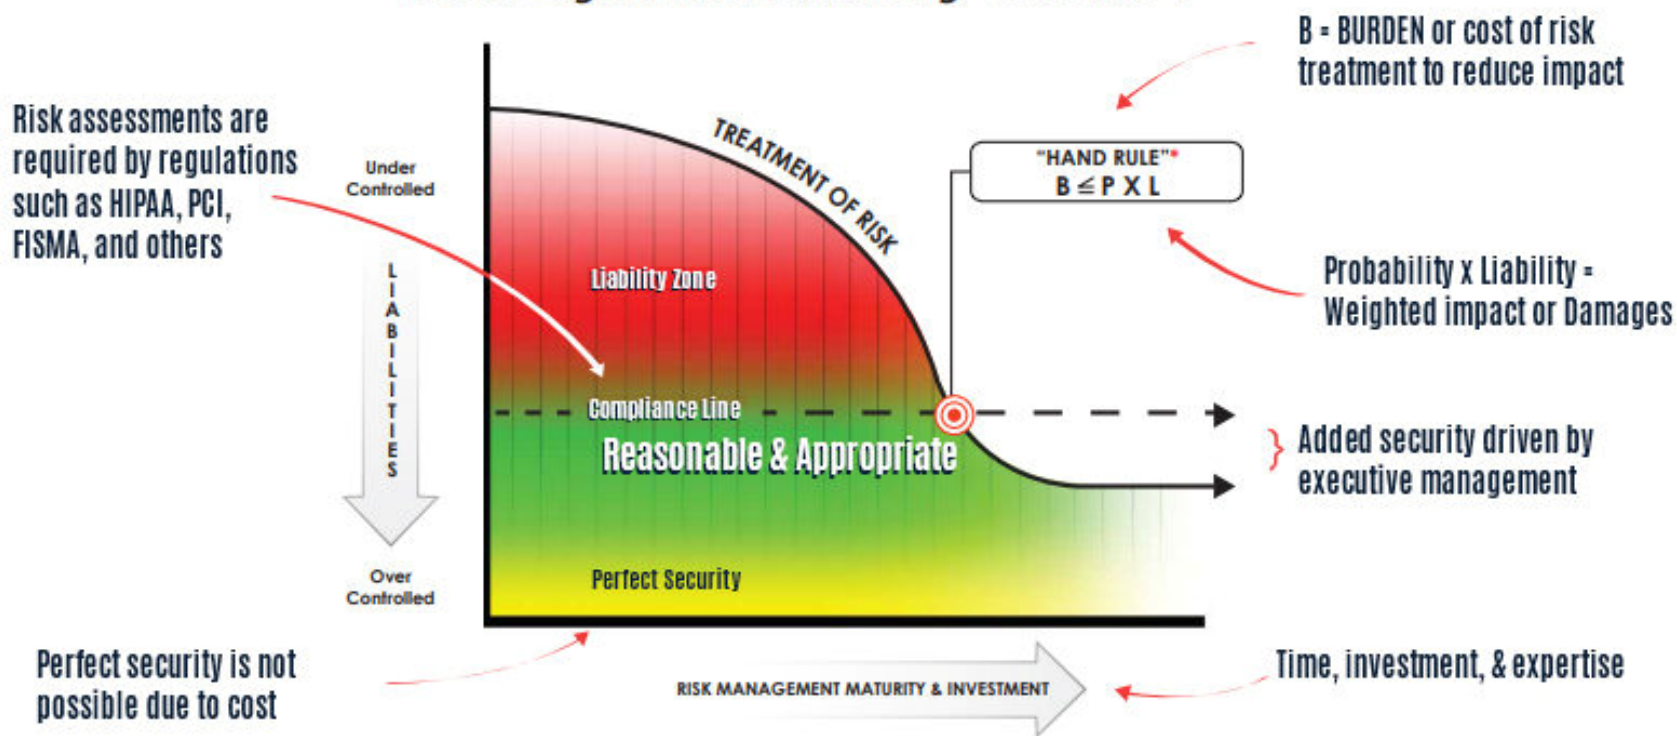 B = BURDEN or cost of risk
treatment to reduce impact
Risk assessments are
required by regulations
such as HIPAA, PCI,
FISMA, and others
Under
Controlled
TREATMENT OF RISK
"HAND RULE"*
B ≤ P X L
Probability x Liability =
Weighted impact or Damages
LIABILITIES
Liability Zone
Compliance Line
Reasonable & Appropriate
Added security driven by
executive management
Perfect Security
Over
Controlled
Perfect security is not
possible due to cost
RISK MANAGEMENT MATURITY & INVESTMENT
Time, investment, & expertise